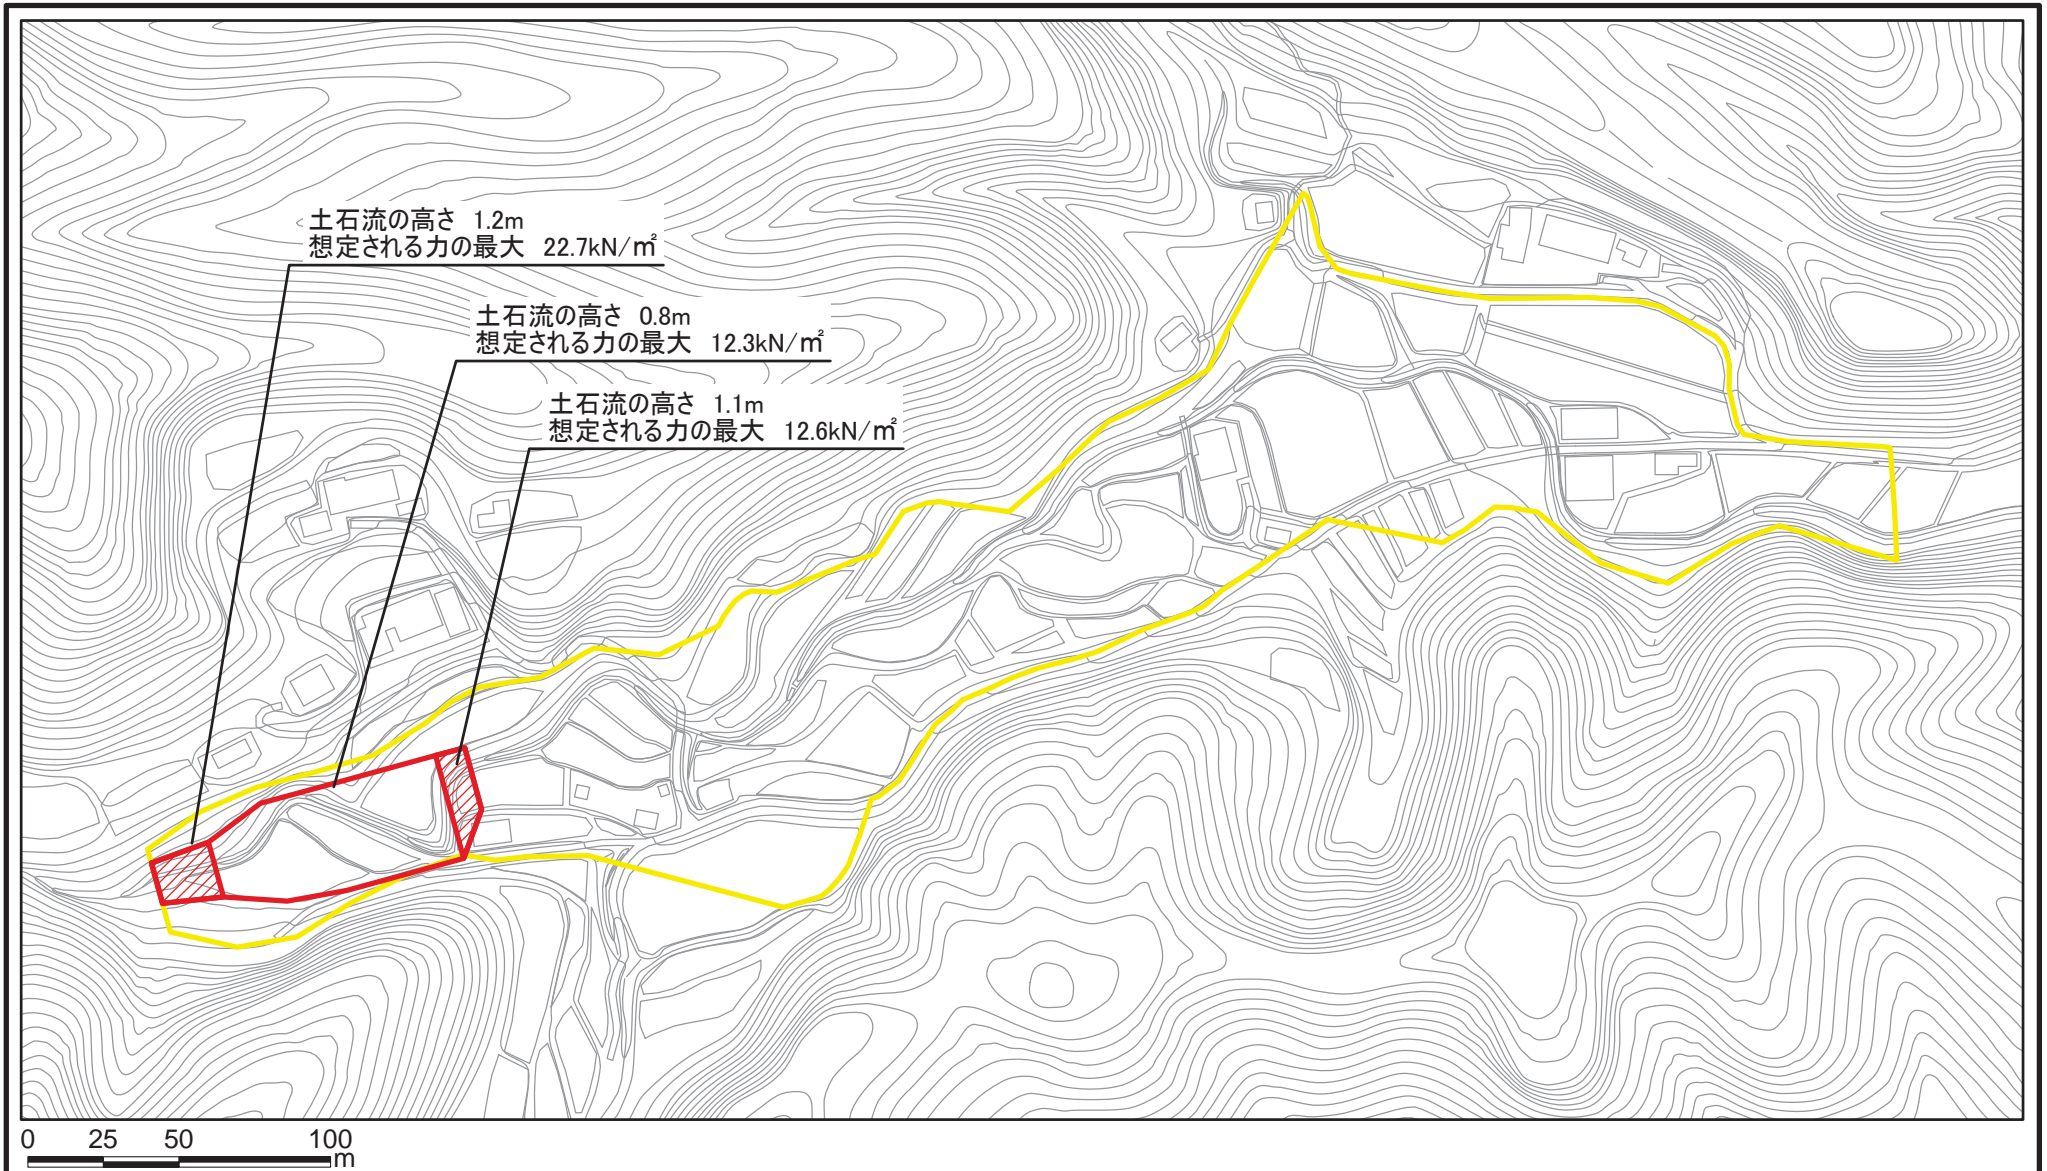 土石流の高さ 1.2m
想定される力の最大 22.7kN/㎡
土石流の高さ 0.8m
想定される力の最大 12.3kN/㎡
土石流の高さ 1.1m
想定される力の最大 12.6kN/㎡
0 25 50 100
m